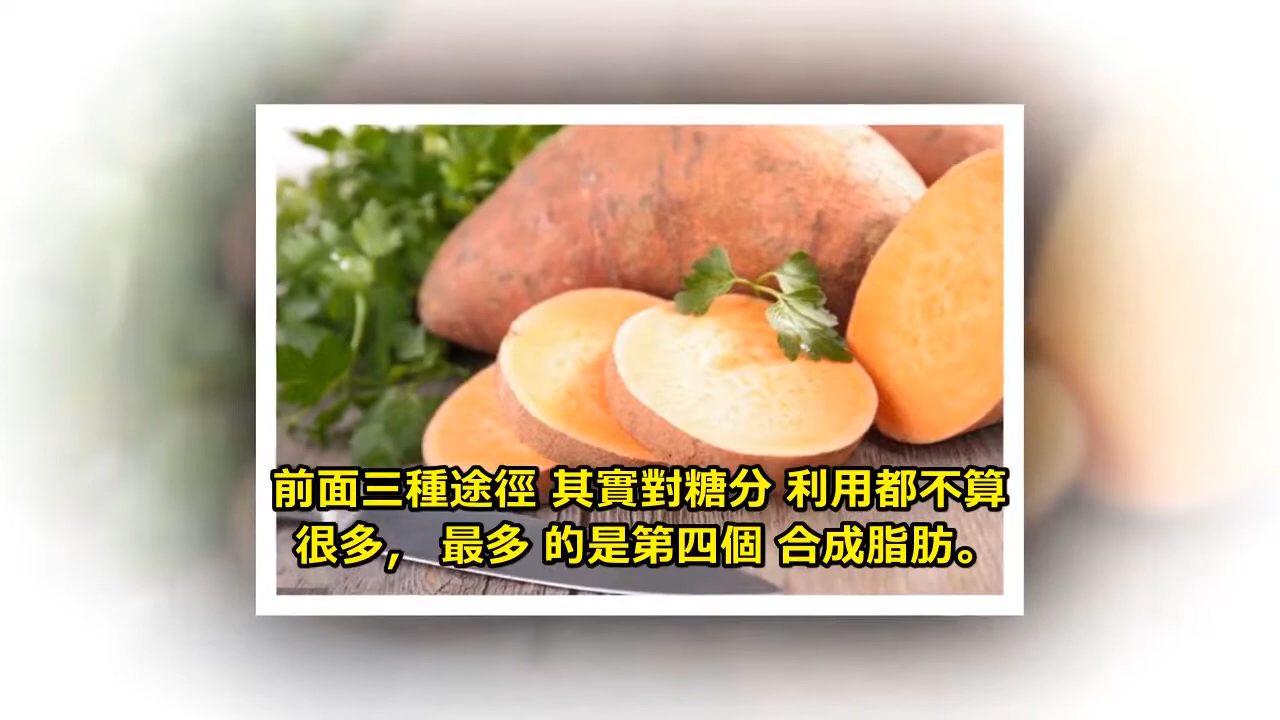 前面三種途徑 其實對糖分 利用都不算
很多， 最多 的是第四個 合成脂肪。